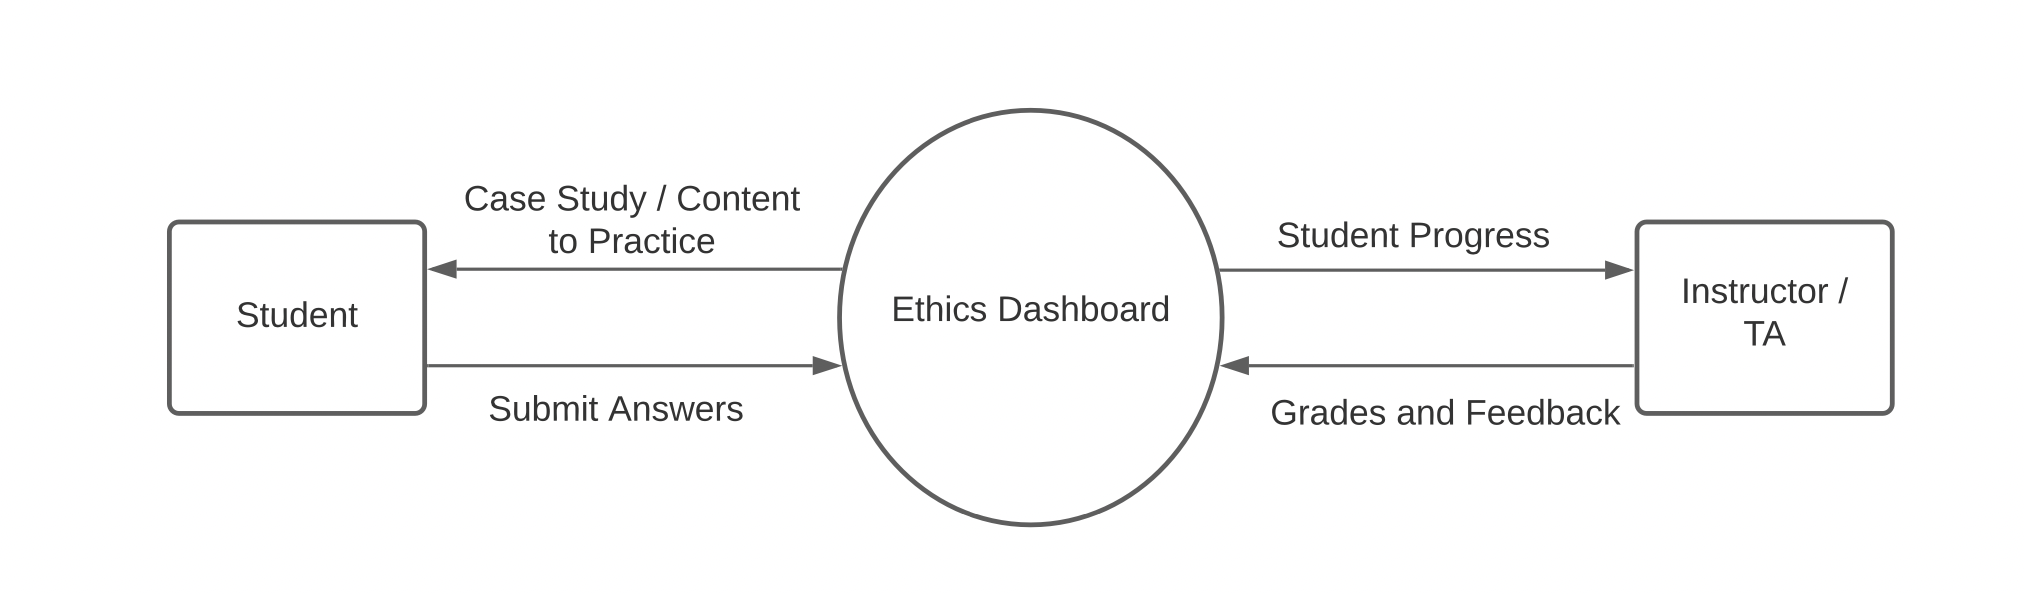 Case Study / Content
to Practice
Student
Submit Answers
Ethics Dashboard
Student Progress
Grades and Feedback
Instructor /
TA